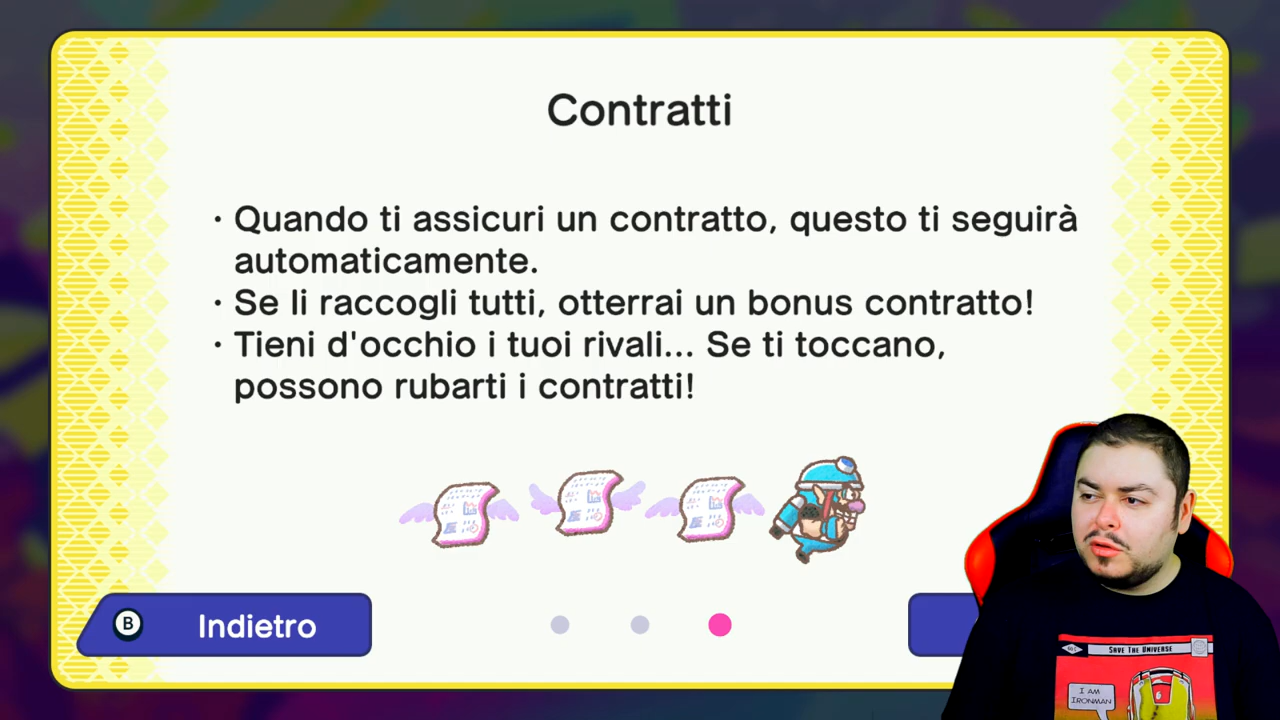 Contratti
· Quando ti assicuri un contratto, questo ti seguirà
automaticamente.
· Se li raccogli tutti, otterrai un bonus contratto!
· Tieni d'occhio i tuoi rivali... Se ti toccano,
possono rubarti i contratti!
B Indietro
SAVE THE UNIVERSE
I AM
IRONMAN